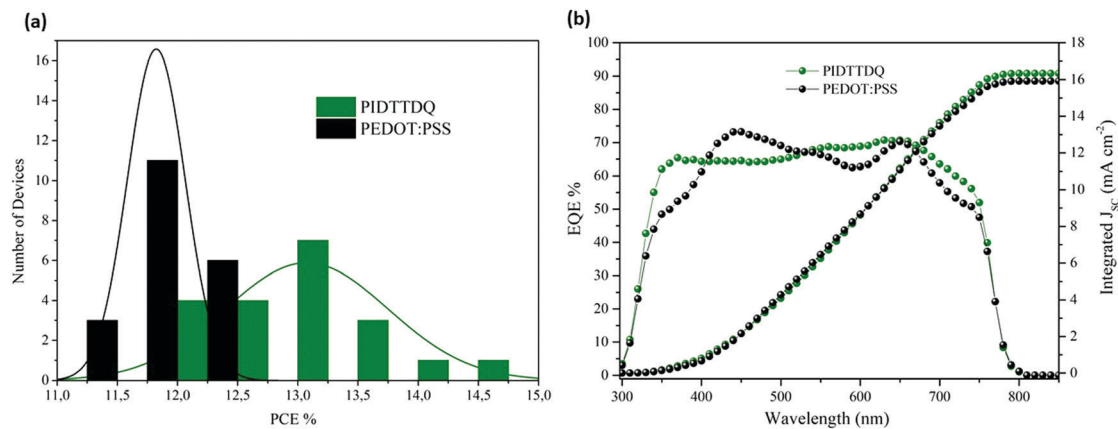 (a)
16
14
12
10
8
6
4
2
0
Number of Devices
PIDTTDQ
PEDOT:PSS
11,0 11,5 12,0 12,5 13,0 13,5 14,0 14,5 15,0
PCE %
(b)
100
90
80
70
60
50
40
30
20
10
0
EQE %
PIDTTDQ
PEDOT:PSS
18
16
14
12
10
8
6
4
2
0
Integrated JSC (mA cm-2)
300 400 500 600 700 800
Wavelength (nm)